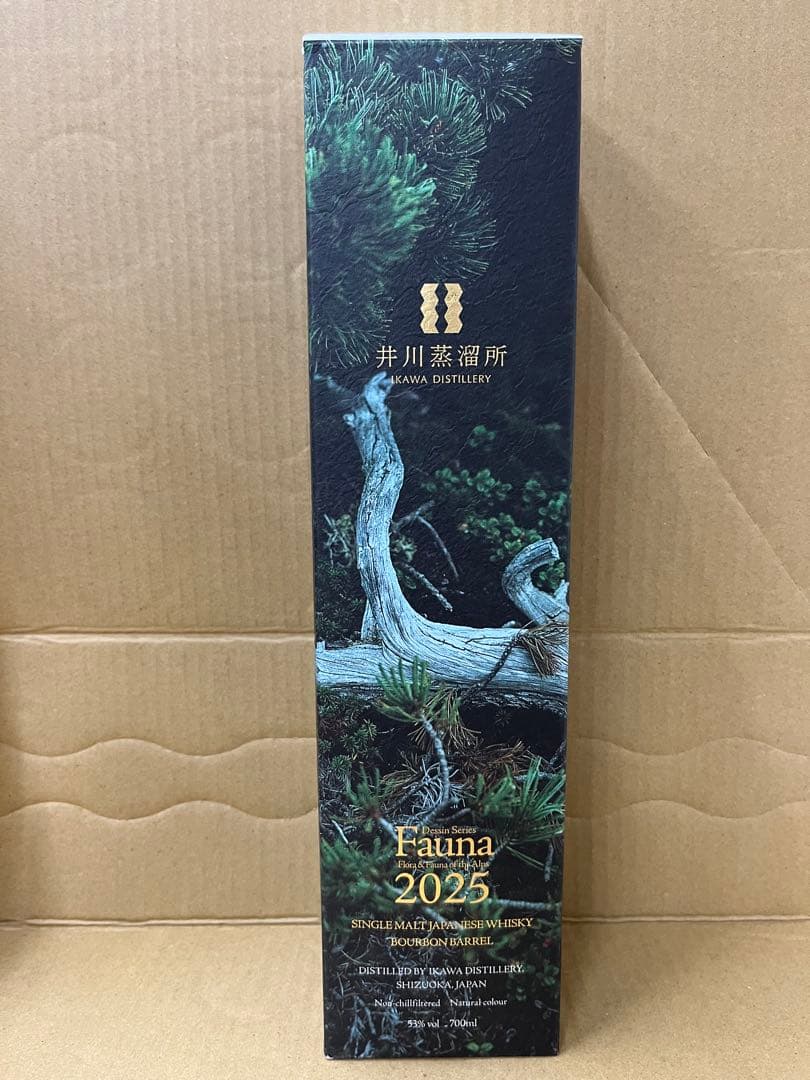 井川蒸溜所
IKAWA DISTILLERY
Dessin Series
Fauna
Flora & Fauna of the Alps
2025
SINGLE MALT JAPANESE WHISKY
BOURBON BARREL
DISTILLED BY IKAWA DISTILLERY,
SHIZUOKA, JAPAN
Non-chillfiltered Natural colour
53% vol . 700ml